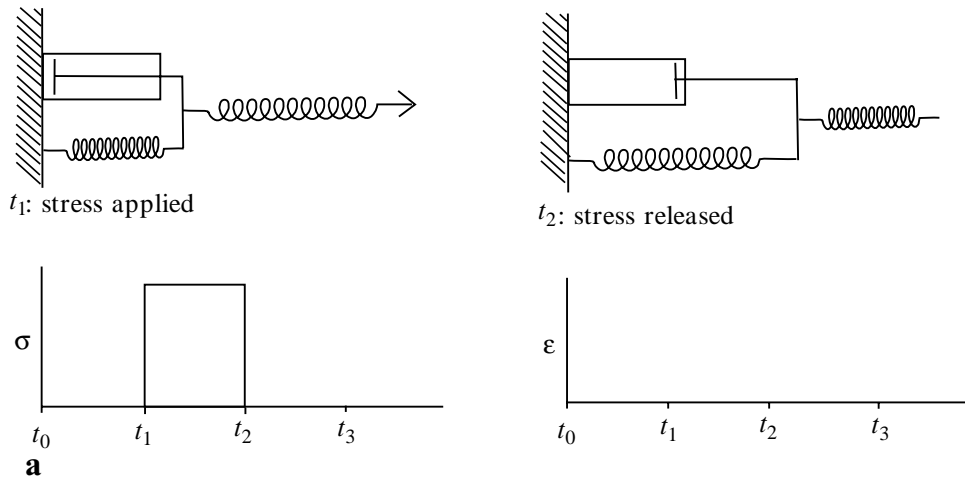 t₁: stress applied
t₂: stress released
σ
t₀ t₁ t₂ t₃
ε
t₀ t₁ t₂ t₃
a